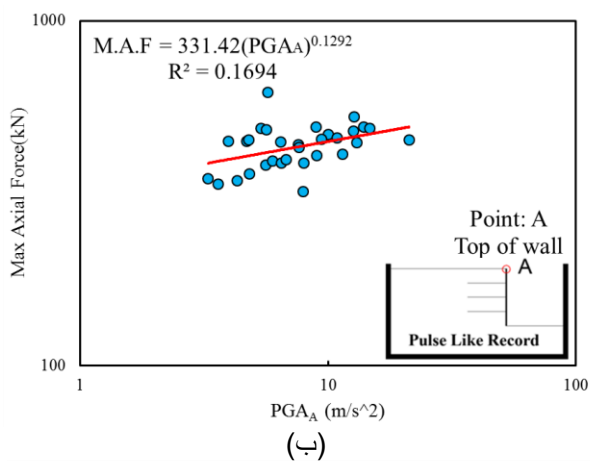 1000
M.A.F = 331.42(PGAA)^0.1292
R² = 0.1694
Max Axial Force(kN)
Point: A
Top of wall
A
Pulse Like Record
100
1
10
100
PGAA (m/s^2)
(ب)